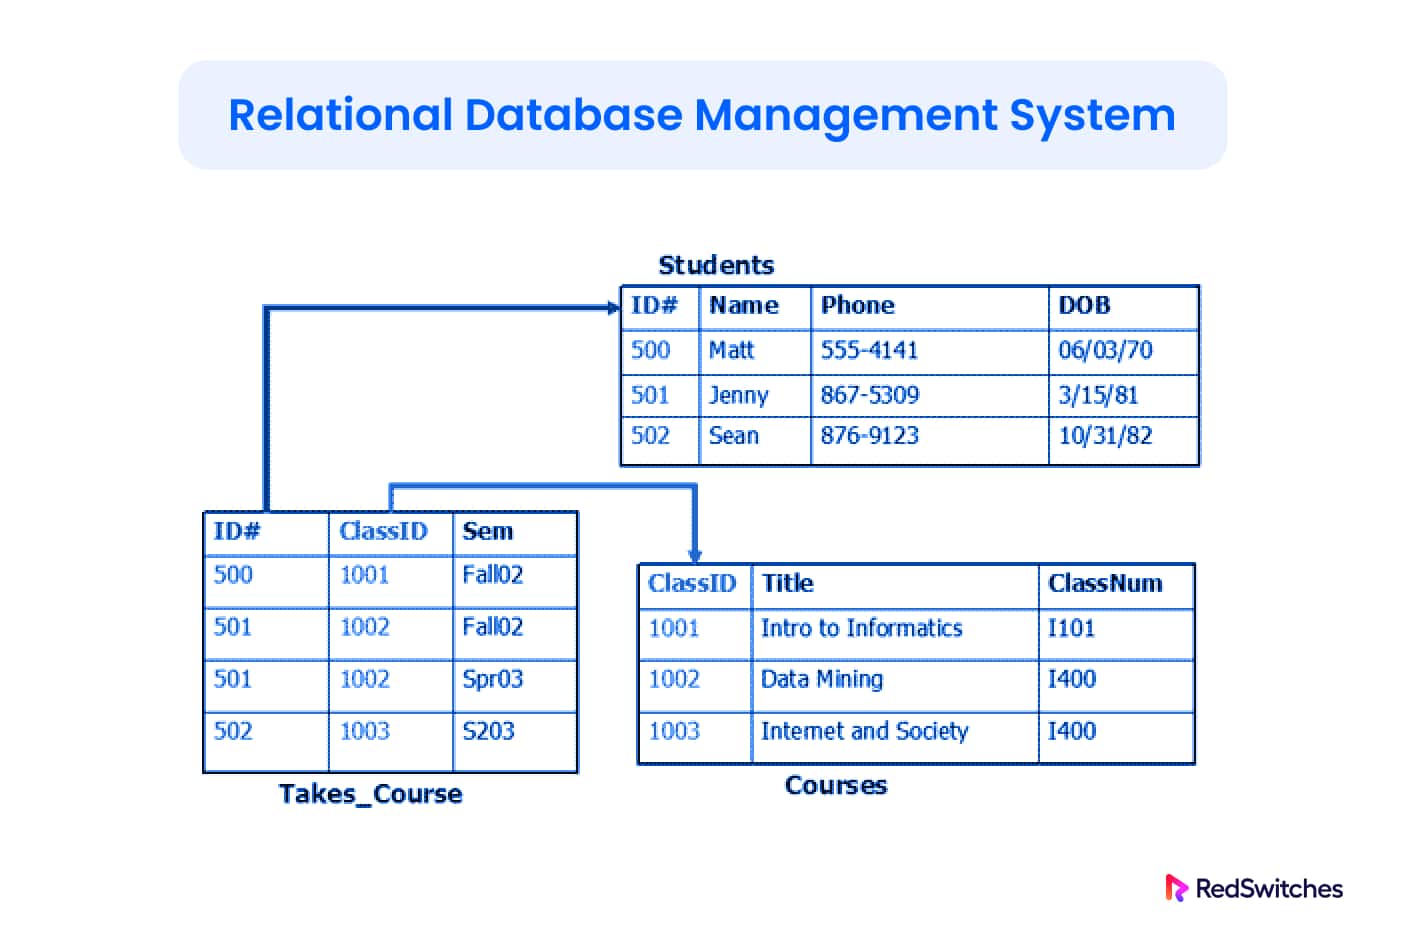 Relational Database Management System
Students
ID# Name Phone DOB
500 Matt 555-4141 06/03/70
501 Jenny 867-5309 3/15/81
502 Sean 876-9123 10/31/82
ID# ClassID Sem
500 1001 Fall02
501 1002 Fall02
501 1002 Spr03
502 1003 S203
Takes_Course
ClassID Title ClassNum
1001 Intro to Informatics I101
1002 Data Mining I400
1003 Internet and Society I400
Courses
RedSwitches